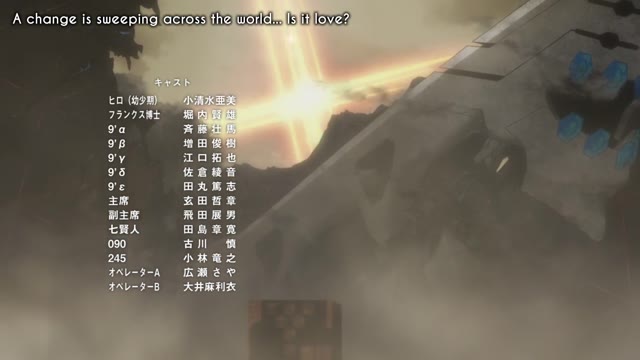 A change is sweeping across the world... Is it love?
キャスト
ヒロ（幼少期） 小清水亜美
フランクス博士 堀内賢雄
9'α 斉藤壮馬
9'β 増田俊樹
9'γ 江口拓也
9'δ 佐倉綾音
9'ε 田丸篤志
主席 玄田哲章
副主席 飛田展男
七賢人 田島章寛
090 古川 慎
245 小林竜之
オペレーターA 広瀬さや
オペレーターB 大井麻利衣